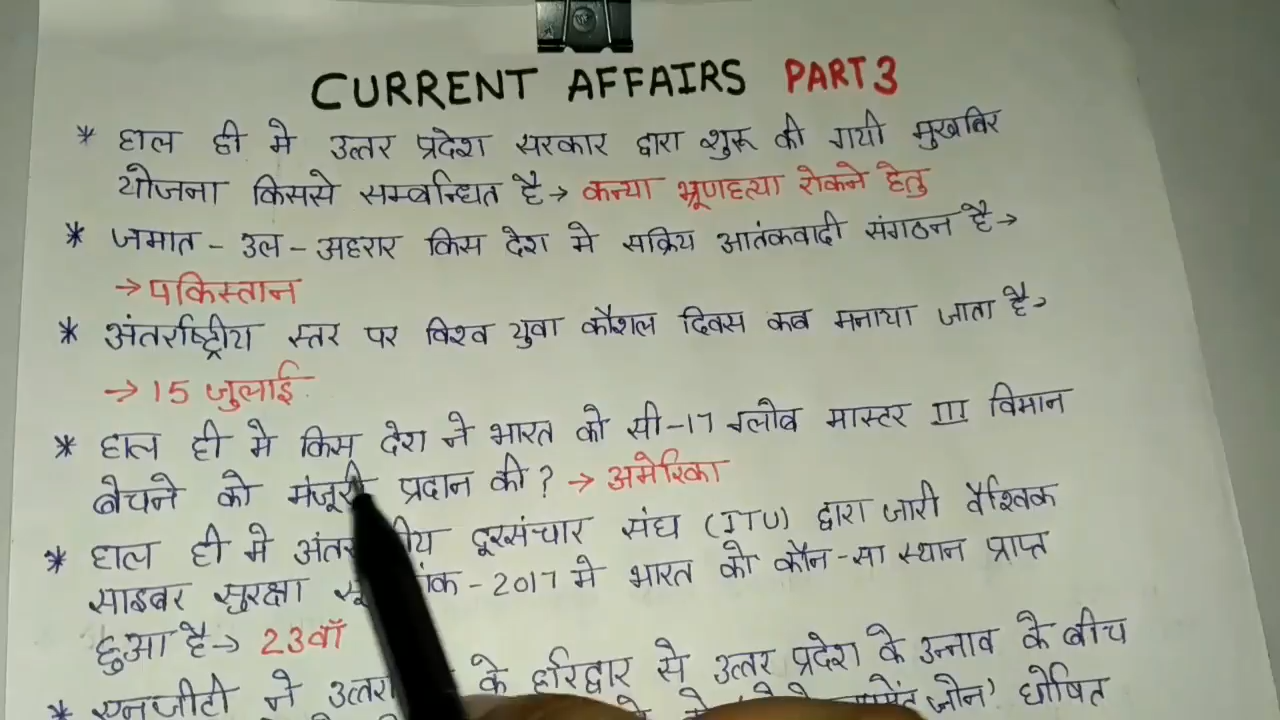 CURRENT AFFAIRS PART 3
* हाल ही मे उत्तर प्रदेश सरकार द्वारा शुरू की गयी मुखबिर
योजना किससे सम्बन्धित है → कन्या भ्रूणहत्या रोकने हेतु
* जमात - उल - अहरार किस देश मे सक्रिय आतंकवादी संगठन है →
→ पकिस्तान
* अंतर्राष्ट्रीय स्तर पर विश्व युवा कौशल दिवस कब मनाया जाता है →
→ 15 जुलाई
* हाल ही मे किस देश ने भारत को सी-17 ग्लोब मास्टर III विमान
बेचने को मंजूरी प्रदान की? → अमेरिका
* हाल ही मे दूरसंचार संघ (ITU) द्वारा जारी वैश्विक
साइबर सुरक्षा - 2017 मे भारत को कौन-सा स्थान प्राप्त
हुआ है → 23वॉ
* एनजीटी ने के हरिद्वार से उत्तर प्रदेश के उन्नाव के बीच
जोन' घोषित